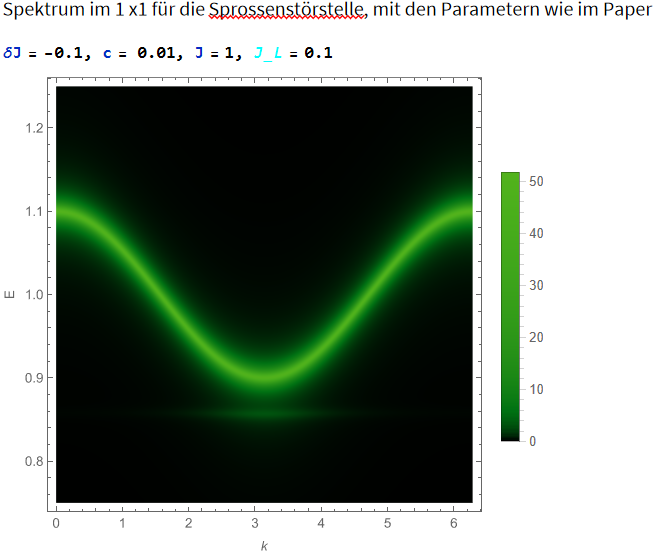 Spektrum im 1 x1 für die Sprossenstörstelle, mit den Parametern wie im Paper
δJ = -0.1, c = 0.01, J = 1, J_L = 0.1
1.2
1.1
1.0
0.9
0.8
E
0 1 2 3 4 5 6
k
50
40
30
20
10
0